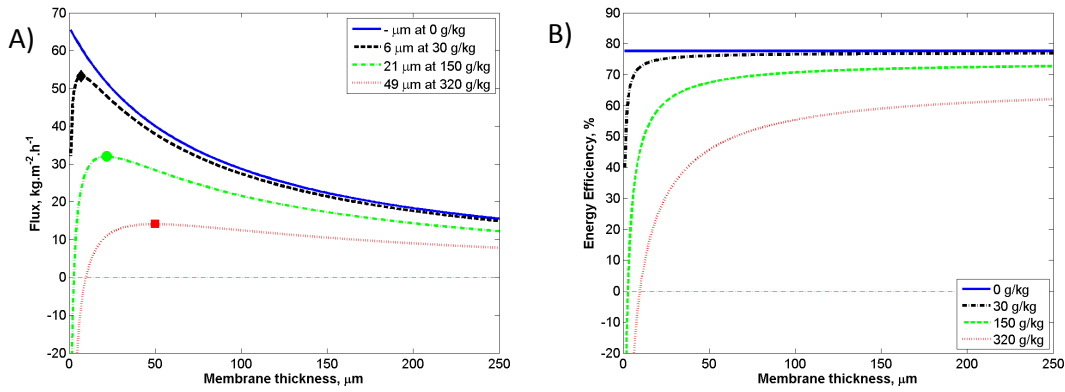 A)
Flux, kg.m⁻².h⁻¹
70
60
50
40
30
20
10
0
-10
-20
0
50
100
150
200
250
Membrane thickness, μm
- μm at 0 g/kg
6 μm at 30 g/kg
21 μm at 150 g/kg
49 μm at 320 g/kg
B)
Energy Efficiency, %
90
80
70
60
50
40
30
20
10
0
-10
-20
0
50
100
150
200
250
Membrane thickness, μm
0 g/kg
30 g/kg
150 g/kg
320 g/kg